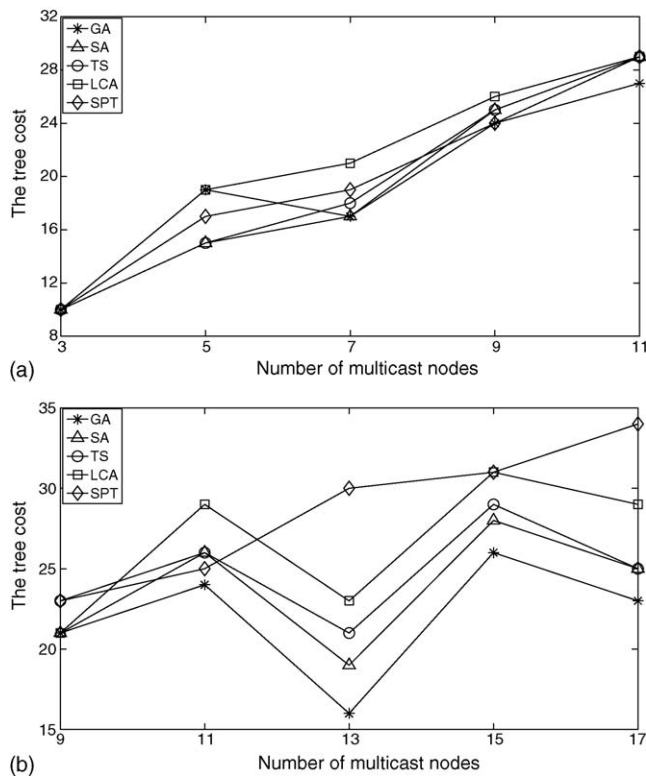 32
28
24
20
16
12
8
The tree cost
GA
SA
TS
LCA
SPT
3
5
7
9
11
Number of multicast nodes
(a)
35
30
25
20
15
The tree cost
GA
SA
TS
LCA
SPT
9
11
13
15
17
Number of multicast nodes
(b)